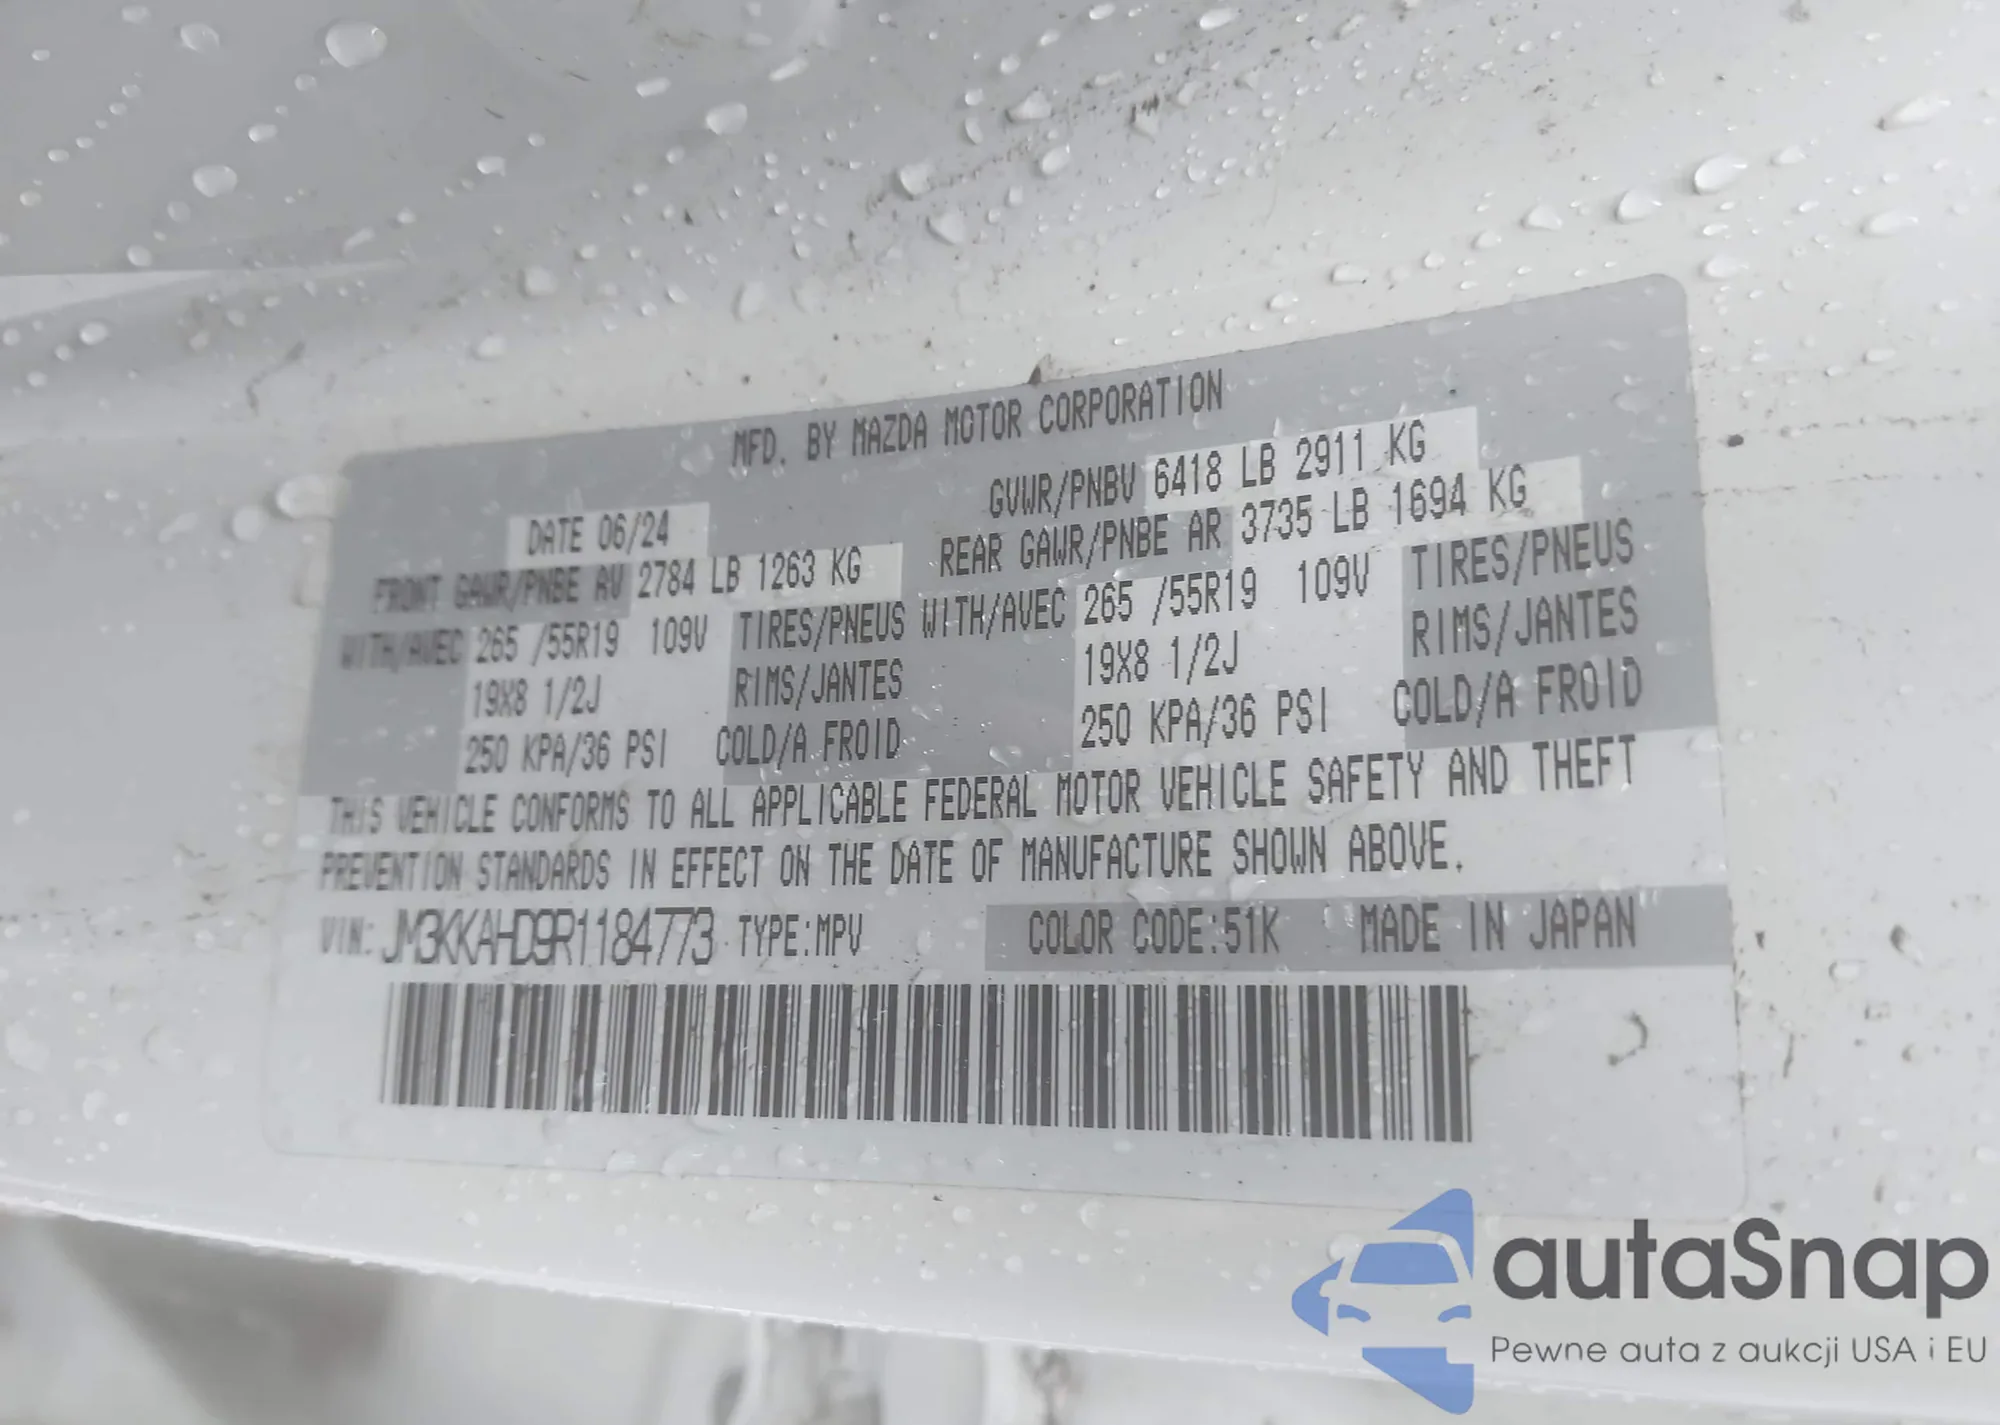 MFD. BY MAZDA MOTOR CORPORATION
DATE 06/24 GVWR/PNBV 6418 LB 2911 KG
FRONT GAWR/PNBE AV 2784 LB 1263 KG REAR GAWR/PNBE AR 3735 LB 1694 KG
WITH/AVEC 265 /55R19 109V TIRES/PNEUS WITH/AVEC 265 /55R19 109V TIRES/PNEUS
19X8 1/2J RIMS/JANTES 19X8 1/2J RIMS/JANTES
250 KPA/36 PSI COLD/A FROID 250 KPA/36 PSI COLD/A FROID
THIS VEHICLE CONFORMS TO ALL APPLICABLE FEDERAL MOTOR VEHICLE SAFETY AND THEFT
PREVENTION STANDARDS IN EFFECT ON THE DATE OF MANUFACTURE SHOWN ABOVE.
VIN: JM3KKAHD9R1184773 TYPE:MPV COLOR CODE:51K MADE IN JAPAN
autaSnap
Pewne auta z aukcji USA i EU